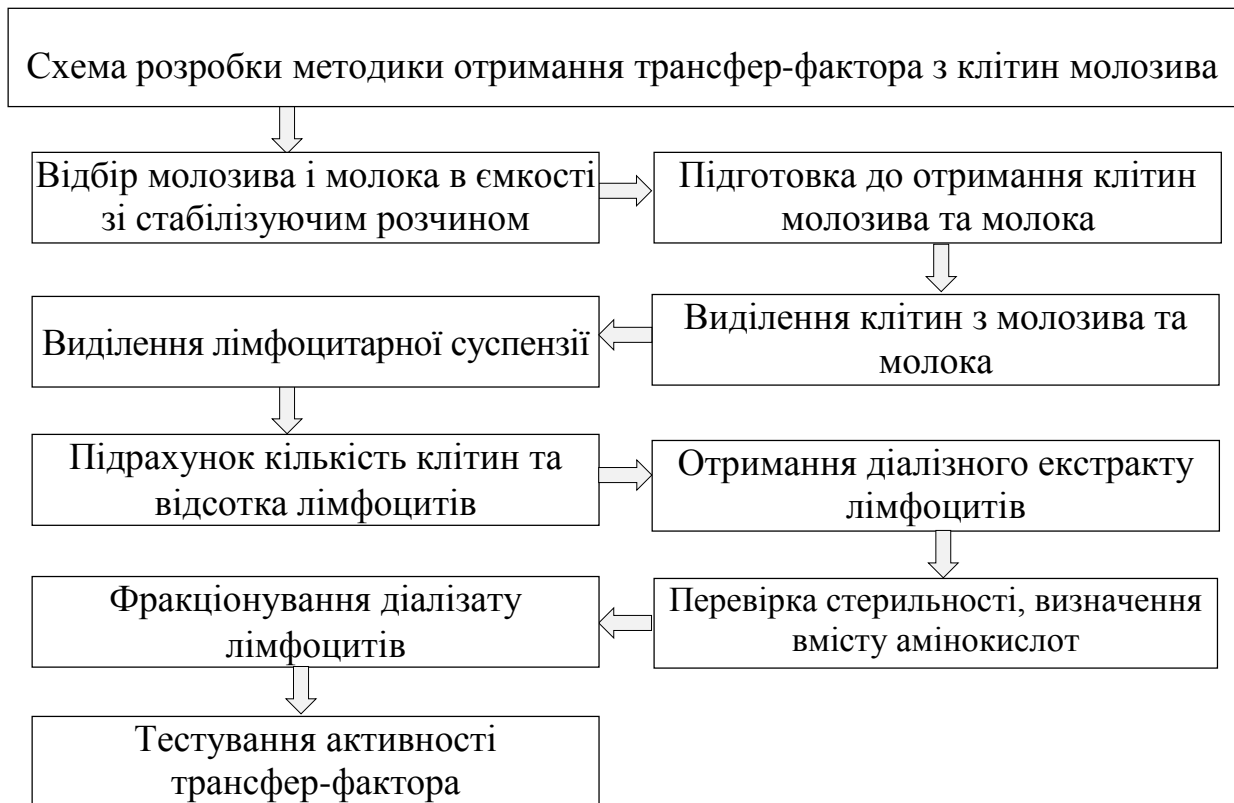 Схема розробки методики отримання трансфер-фактора з клітин молозива
Відбір молозива і молока в ємкості
зі стабілізуючим розчином
Підготовка до отримання клітин
молозива та молока
Виділення клітин з молозива та
молока
Виділення лімфоцитарної суспензії
Підрахунок кількість клітин та
відсотка лімфоцитів
Отримання діалізного екстракту
лімфоцитів
Перевірка стерильності, визначення
вмісту амінокислот
Фракціонування діалізату
лімфоцитів
Тестування активності
трансфер-фактора